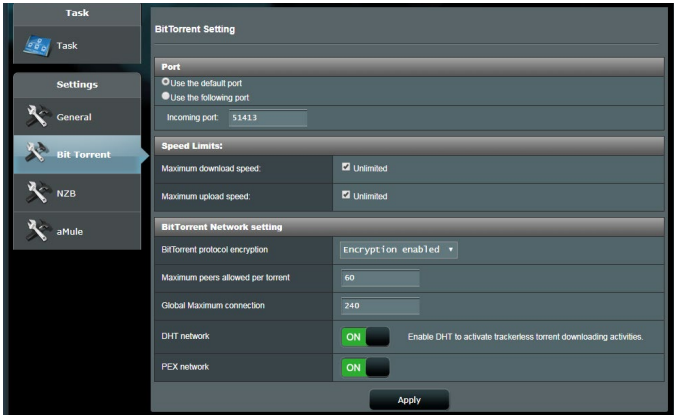 Task
Task
Settings
General
Bit Torrent
NZB
aMule
BitTorrent Setting
Port
Use the default port
Use the following port
Incoming port: 51413
Speed Limits:
Maximum download speed: Unlimited
Maximum upload speed: Unlimited
BitTorrent Network setting
BitTorrent protocol encryption Encryption enabled
Maximum peers allowed per torrent 60
Global Maximum connection 240
DHT network ON Enable DHT to activate trackerless torrent downloading activities.
PEX network ON
Apply